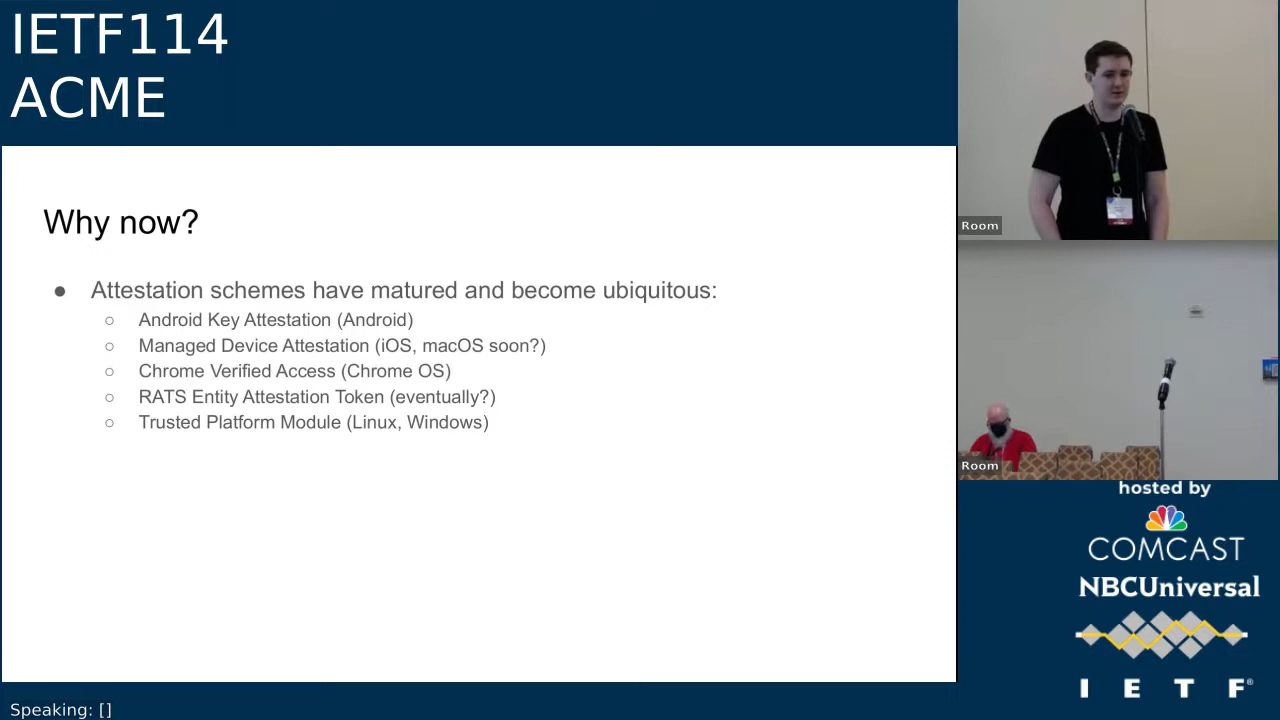 IETF114
ACME
Why now?
● Attestation schemes have matured and become ubiquitous:
○ Android Key Attestation (Android)
○ Managed Device Attestation (iOS, macOS soon?)
○ Chrome Verified Access (Chrome OS)
○ RATS Entity Attestation Token (eventually?)
○ Trusted Platform Module (Linux, Windows)
Room
Room
hosted by
COMCAST
NBCUniversal
I E T F®
Speaking: []